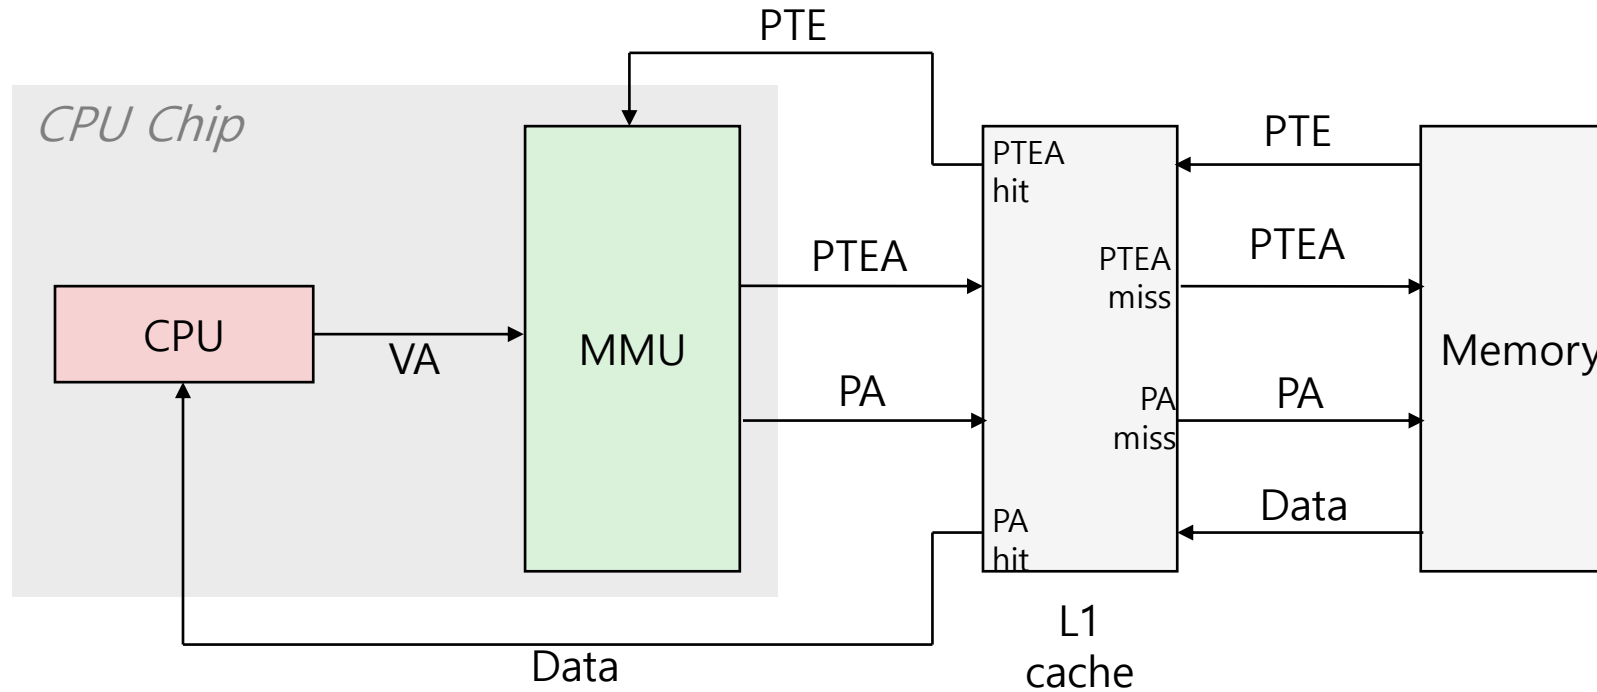 PTE
CPU Chip
PTEA
hit
PTE
PTEA
PTEA
miss
PTEA
CPU
VA
MMU
Memory
PA
PA
miss
PA
PA
hit
Data
L1
cache
Data